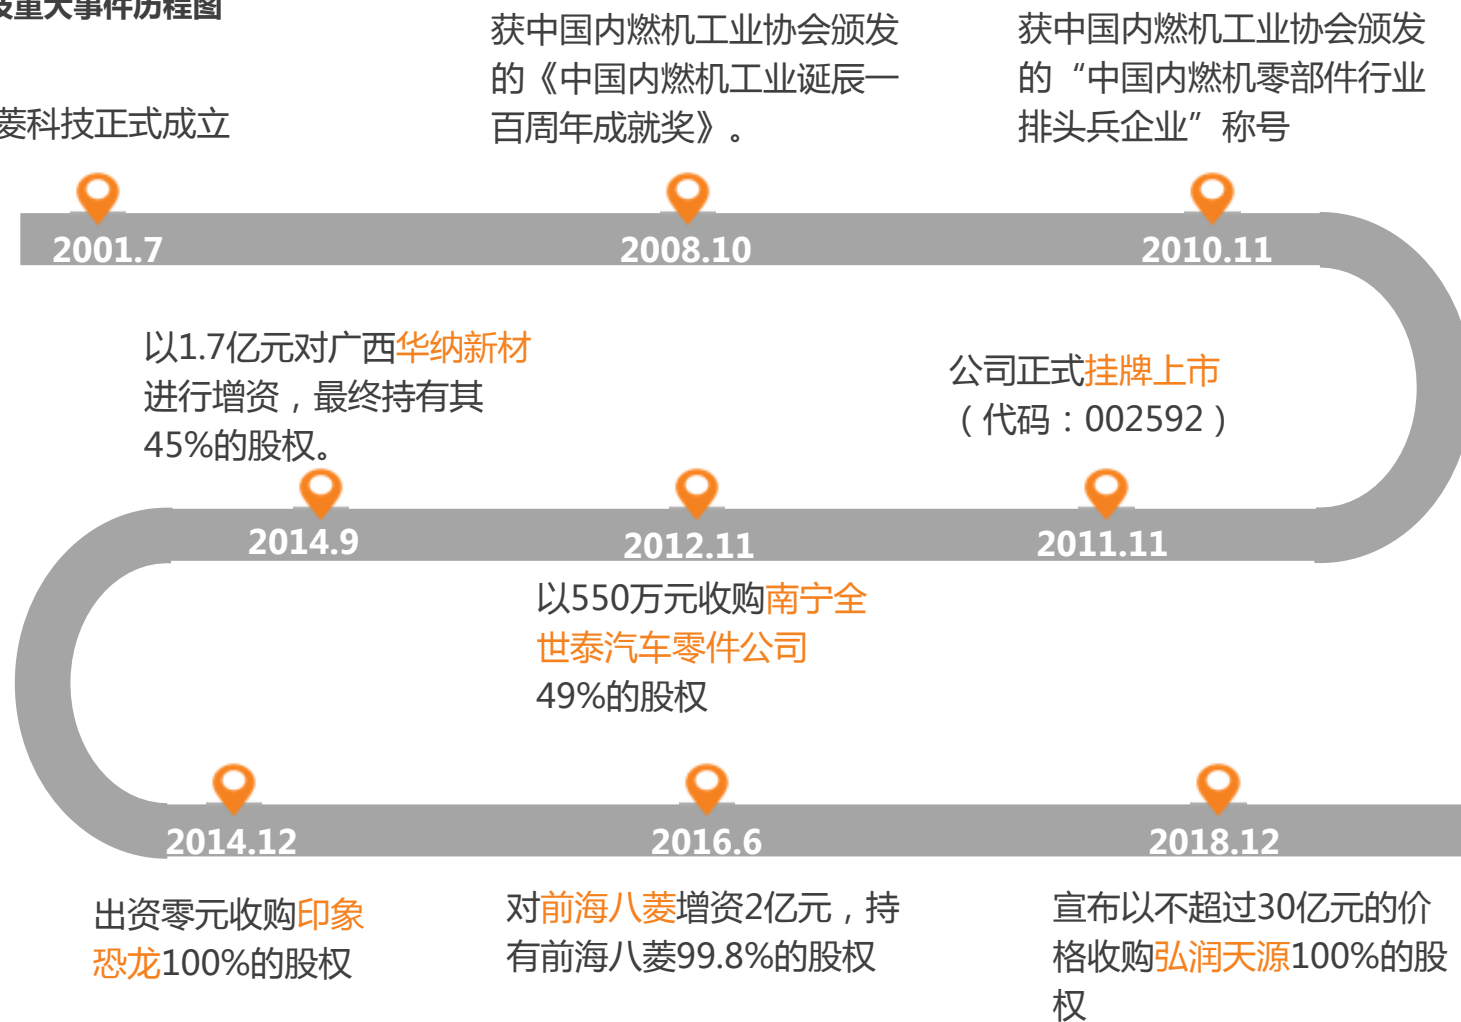 及重大事件历程图
菱科技正式成立
获中国内燃机工业协会颁发
的《中国内燃机工业诞辰一
百周年成就奖》。
获中国内燃机工业协会颁发
的“中国内燃机零部件行业
排头兵企业”称号
2001.7
2008.10
2010.11
以1.7亿元对广西华纳新材
进行增资，最终持有其
45%的股权。
公司正式挂牌上市
（代码：002592）
2014.9
2012.11
2011.11
以550万元收购南宁全
世泰汽车零件公司
49%的股权
2014.12
2016.6
2018.12
出资零元收购印象
恐龙100%的股权
对前海八菱增资2亿元，持
有前海八菱99.8%的股权
宣布以不超过30亿元的价
格收购弘润天源100%的股
权